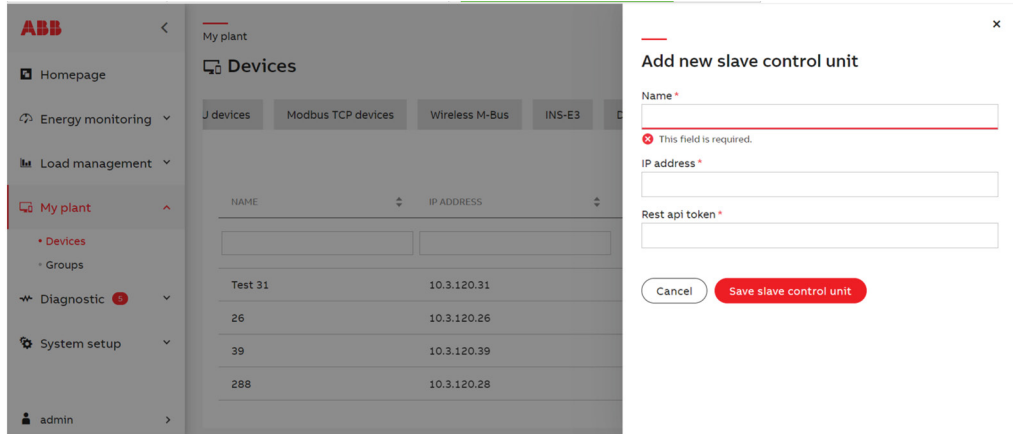 ABB
Homepage
Energy monitoring
Load management
My plant
Devices
Groups
Diagnostic 5
System setup
admin
My plant
Devices
J devices Modbus TCP devices Wireless M-Bus INS-E3 D
NAME IP ADDRESS
Test 31 10.3.120.31
26 10.3.120.26
39 10.3.120.39
288 10.3.120.28
×
Add new slave control unit
Name *
This field is required.
IP address *
Rest api token *
Cancel Save slave control unit